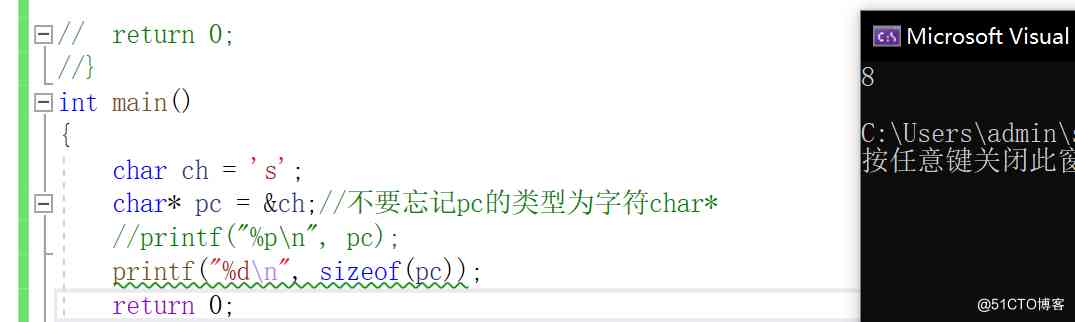 //  return 0;
//}
int main()
{
char ch = 's';
char* pc = &ch;//不要忘记pc的类型为字符char*
//printf("%p\n", pc);
printf("%d\n", sizeof(pc));
return 0;
Microsoft Visual
8
C:\Users\admin\s
按任意键关闭此窗
@51CTO博客